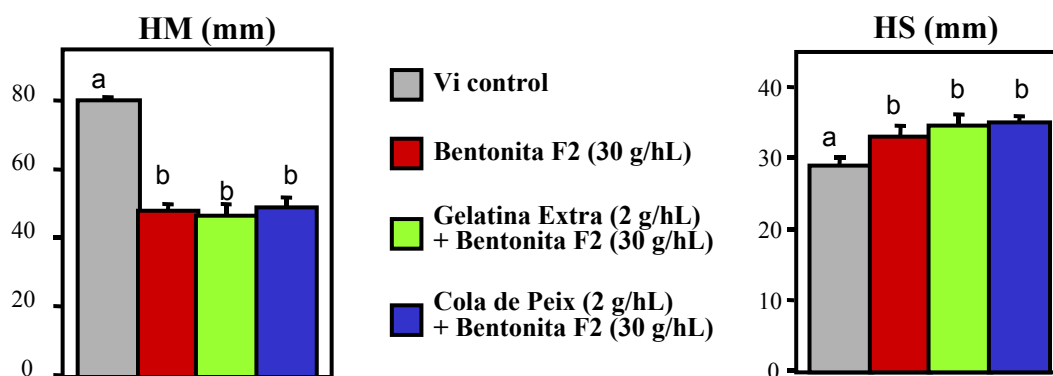 HM (mm)
80
60
40
20
0
a
b
b
b
Vi control
Bentonita F2 (30 g/hL)
Gelatina Extra (2 g/hL)
+ Bentonita F2 (30 g/hL)
Cola de Peix (2 g/hL)
+ Bentonita F2 (30 g/hL)
HS (mm)
40
30
20
10
0
a
b
b
b